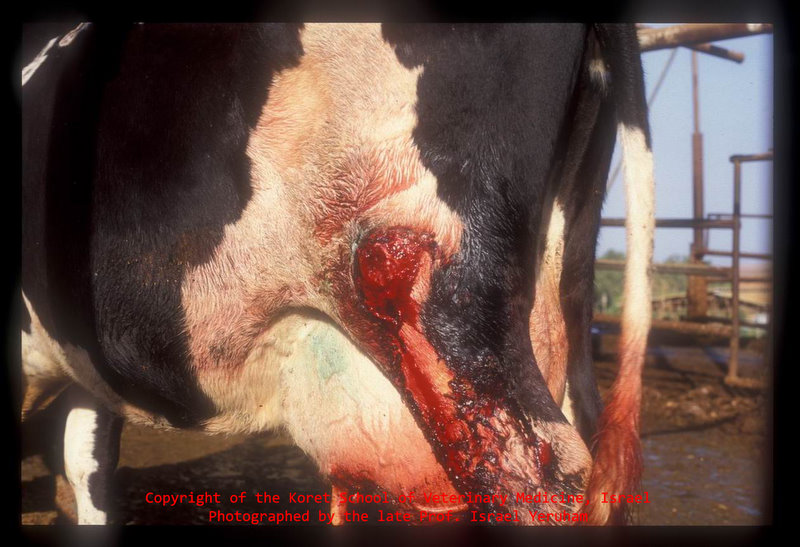 Copyright of the Koret School of Veterinary Medicine, Israel
Photographed by the late Prof. Israel Yeruham